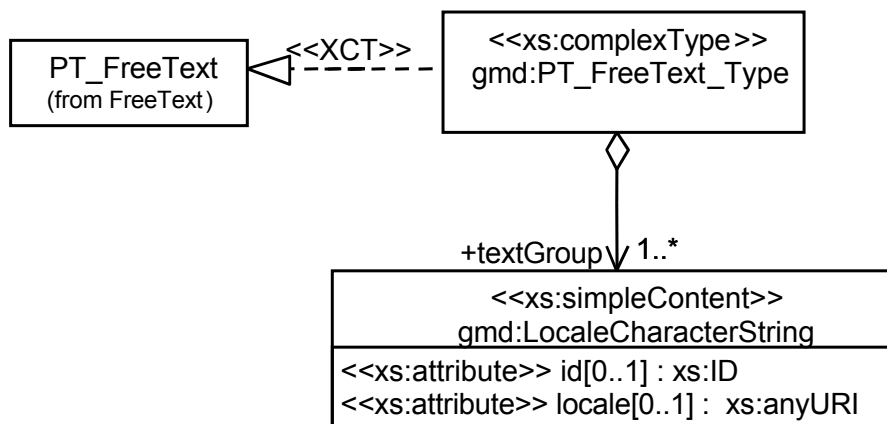 <<xs:complexType>>
gmd:PT_FreeText_Type
<<XCT>>
PT_FreeText
(from FreeText)
+textGroup 1..*
<<xs:simpleContent>>
gmd:LocaleCharacterString
<<xs:attribute>> id[0..1] : xs:ID
<<xs:attribute>> locale[0..1] : xs:anyURI